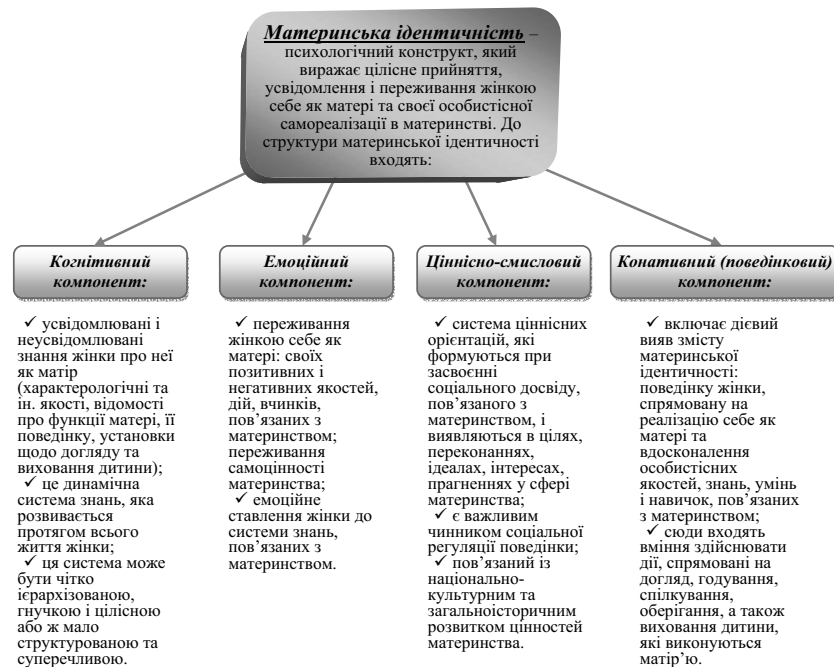 Материнська ідентичність –
психологічний конструкт, який
виражає цілісне прийняття,
усвідомлення і переживання жінкою
себе як матері та своєї особистісної
самореалізації в материнстві. До
структури материнської ідентичності
входять:
Когнітивний
компонент:
✓ усвідомлювані і
неусвідомлювані
знання жінки про неї
як матір
(характерологічні та
ін. якості, відомості
про функції матері, її
поведінку, установки
щодо догляду та
виховання дитини);
✓ це динамічна
система знань, яка
розвивається
протягом всього
життя жінки;
✓ ця система може
бути чітко
ієрархізованою,
гнучкою і цілісною
або ж мало
структурованою та
суперечливою.
Емоційний
компонент:
✓ переживання
жінкою себе як
матері: своїх
позитивних і
негативних якостей,
дій, вчинків,
пов’язаних з
материнством;
переживання
самоцінності
материнства;
✓ емоційне
ставлення жінки до
системи знань,
пов’язаних з
материнством.
Ціннісно-смисловий
компонент:
✓ система ціннісних
орієнтацій, які
формуються при
засвоєнні
соціального досвіду,
пов’язаного з
материнством, і
виявляються в цілях,
переконаннях,
ідеалах, інтересах,
прагненнях у сфері
материнства;
✓ є важливим
чинником соціальної
регуляції поведінки;
✓ пов’язаний із
національно-
культурним та
загальноісторичним
розвитком цінностей
материнства.
Конативний (поведінковий)
компонент:
✓ включає дієвий
вияв змісту
материнської
ідентичності:
поведінку жінки,
спрямовану на
реалізацію себе як
матері та
вдосконалення
особистісних
якостей, знань, умінь
і навичок, пов’язаних
з материнством;
✓ сюди входять
вміння здійснювати
дії, спрямовані на
догляд, годування,
спілкування,
оберігання, а також
виховання дитини,
які виконуються
матір’ю.